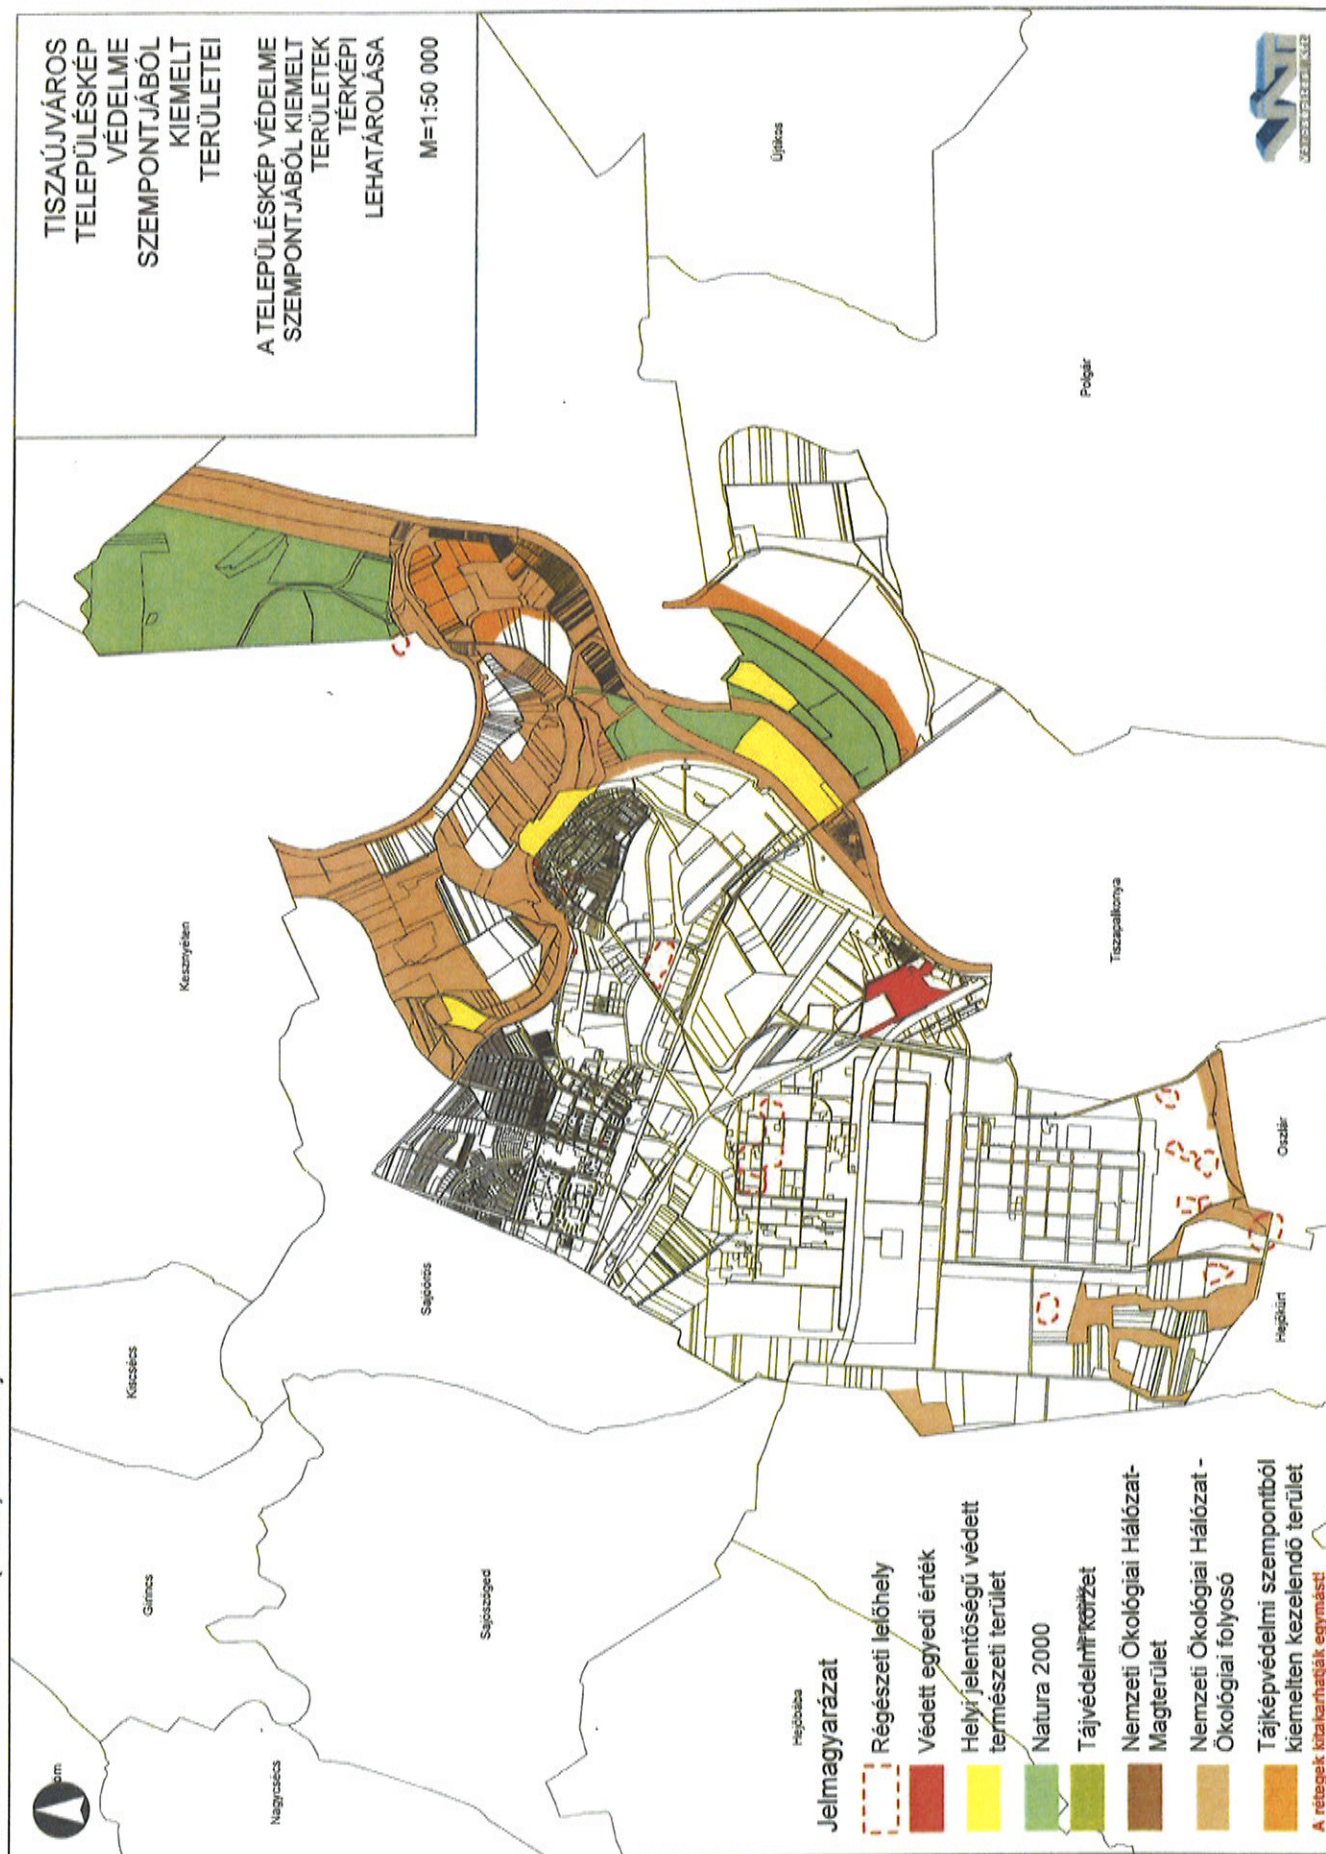 TISZAÚJVÁROS
TELEPÜLÉSKÉP
VÉDELME
SZEMPONTJÁBÓL
KIEMELT
TERÜLETEI
A TELEPÜLÉSKÉP VÉDELME
SZEMPONTJÁBÓL KIEMELT
TERÜLETEK
TÉRKÉPI
LEHATÁROLÁSA
M=1:50 000
Újtikos
Polgár
Kesznyéten
Tiszapalkonya
Oszlár
Hejőkürt
Sajóörös
Kiscsécs
Girincs
Sajószöged
Nagycsécs
Hejőbába
om
Jelmagyarázat
Régészeti lelőhely
Védett egyedi érték
Helyi jelentőségű védett
természeti terület
Natura 2000
Tájvédelmi körzet
Nemzeti Ökológiai Hálózat-
Magterület
Nemzeti Ökológiai Hálózat -
Ökológiai folyosó
Tájképvédelmi szempontból
kiemelten kezelendő terület
A rétegek kitakarhatják egymást!